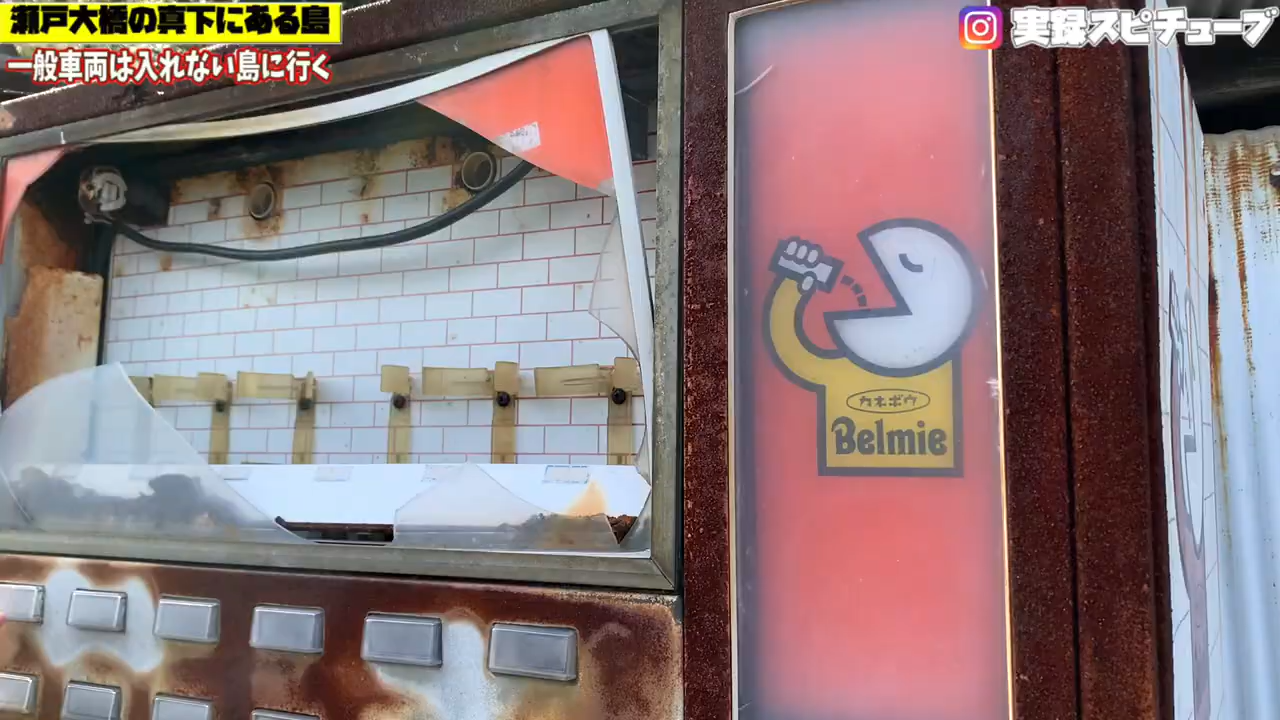 瀬戸大橋の真下にある島
一般車両は入れない島に行く
実録スピチューブ
カネボウ
Belmie